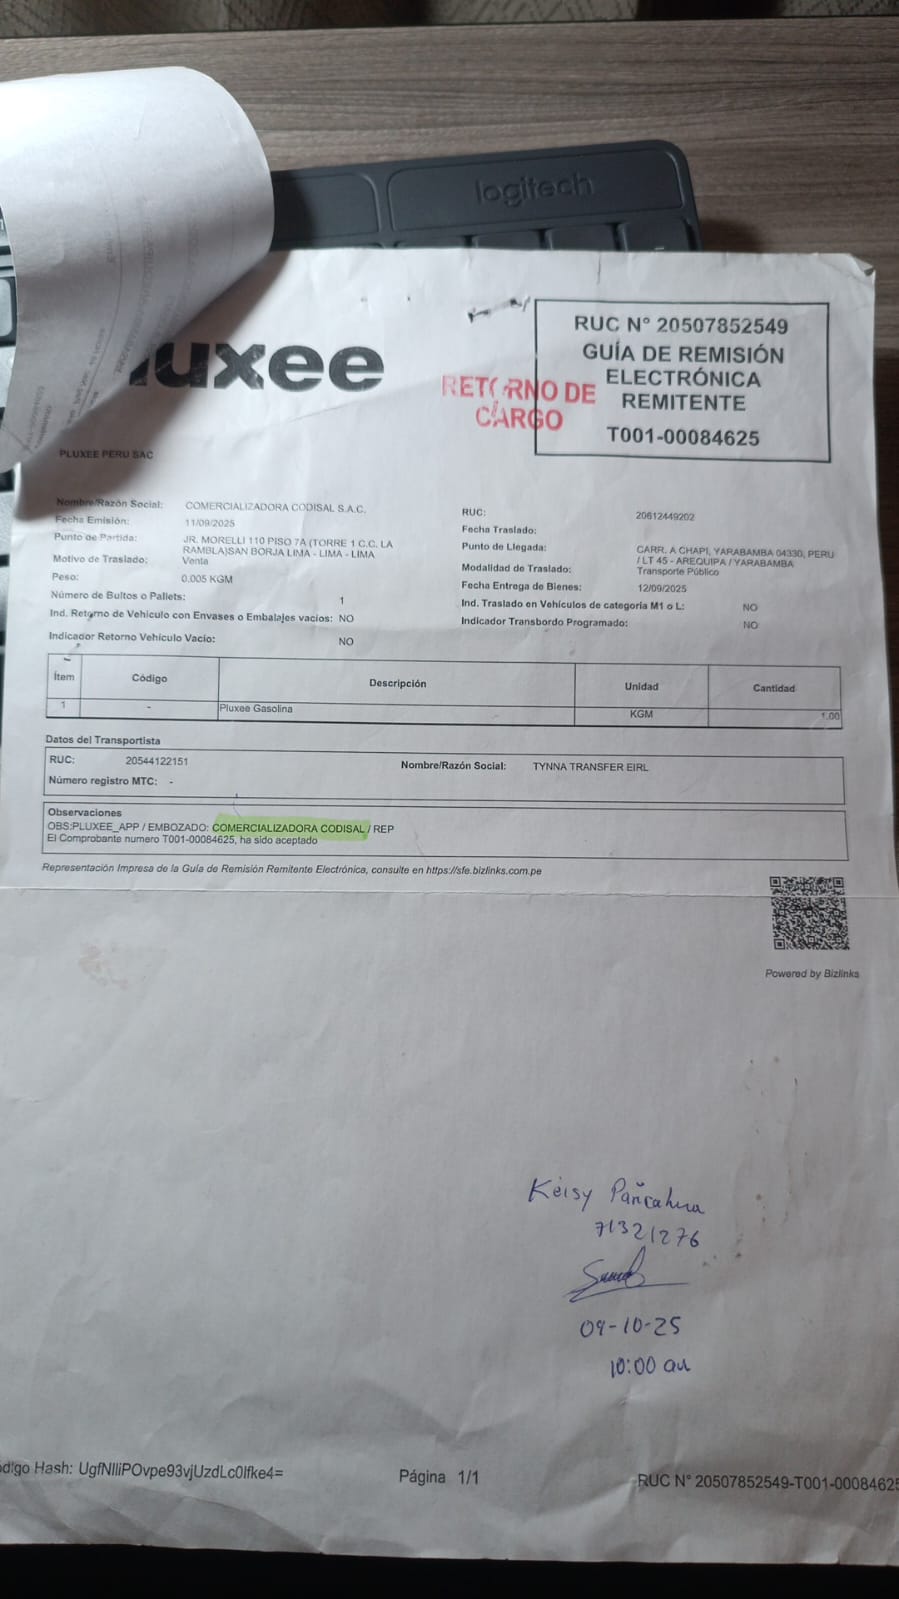 logitech
uxee
RETORNO DE
CARGO
RUC N° 20507852549
GUÍA DE REMISIÓN
ELECTRÓNICA
REMITENTE
T001-00084625
PLUXEE PERU SAC
Nombre/Razón Social: COMERCIALIZADORA CODISAL S.A.C.
Fecha Emisión: 11/09/2025
Punto de Partida: JR. MORELLI 110 PISO 7A (TORRE 1 C.C. LA
RAMBLA)SAN BORJA LIMA - LIMA - LIMA
Motivo de Traslado: Venta
Peso: 0.005 KGM
Número de Bultos o Pallets: 1
Ind. Retorno de Vehiculo con Envases o Embalajes vacios: NO
Indicador Retorno Vehículo Vacio: NO
RUC: 20612449202
Fecha Traslado:
Punto de Llegada: CARR. A CHAPI, YARABAMBA 04330, PERU
/ LT 45 - AREQUIPA / YARABAMBA
Modalidad de Traslado: Transporte Público
Fecha Entrega de Bienes: 12/09/2025
Ind. Traslado en Vehículos de categoria M1 o L: NO
Indicador Transbordo Programado: NO
Ítem Código Descripción Unidad Cantidad
1 - Pluxee Gasolina KGM 1.00
Datos del Transportista
RUC: 20544122151 Nombre/Razón Social: TYNNA TRANSFER EIRL
Número registro MTC: -
Observaciones
OBS:PLUXEE_APP / EMBOZADO: COMERCIALIZADORA CODISAL / REP
El Comprobante numero T001-00084625, ha sido aceptado
Representación Impresa de la Guía de Remisión Remitente Electrónica, consulte en https://sfe.bizlinks.com.pe
Powered by Bizlinks
Keisy
71321276
09-10-25
10:00 am
ódigo Hash: UgfNlliPOvpe93vjUzdLc0lfke4=
Página 1/1
RUC N° 20507852549-T001-00084625